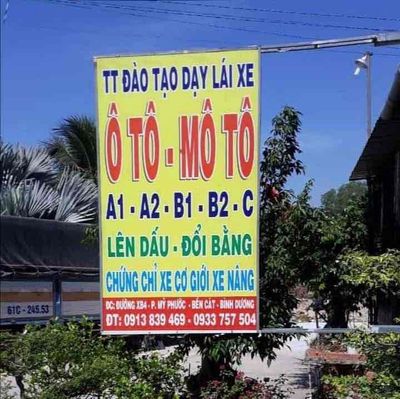 TT ĐÀO TẠO DẠY LÁI XE
Ô TÔ - MÔ TÔ
A1 - A2 - B1 - B2 - C
LÊN DẤU - ĐỔI BẰNG
CHỨNG CHỈ XE CƠ GIỚI XE NÂNG
ĐC: ĐƯỜNG XB4 - P. MỸ PHƯỚC - BẾN CÁT - BÌNH DƯƠNG
ĐT: 0913 839 469 - 0933 757 504
61C - 245.53